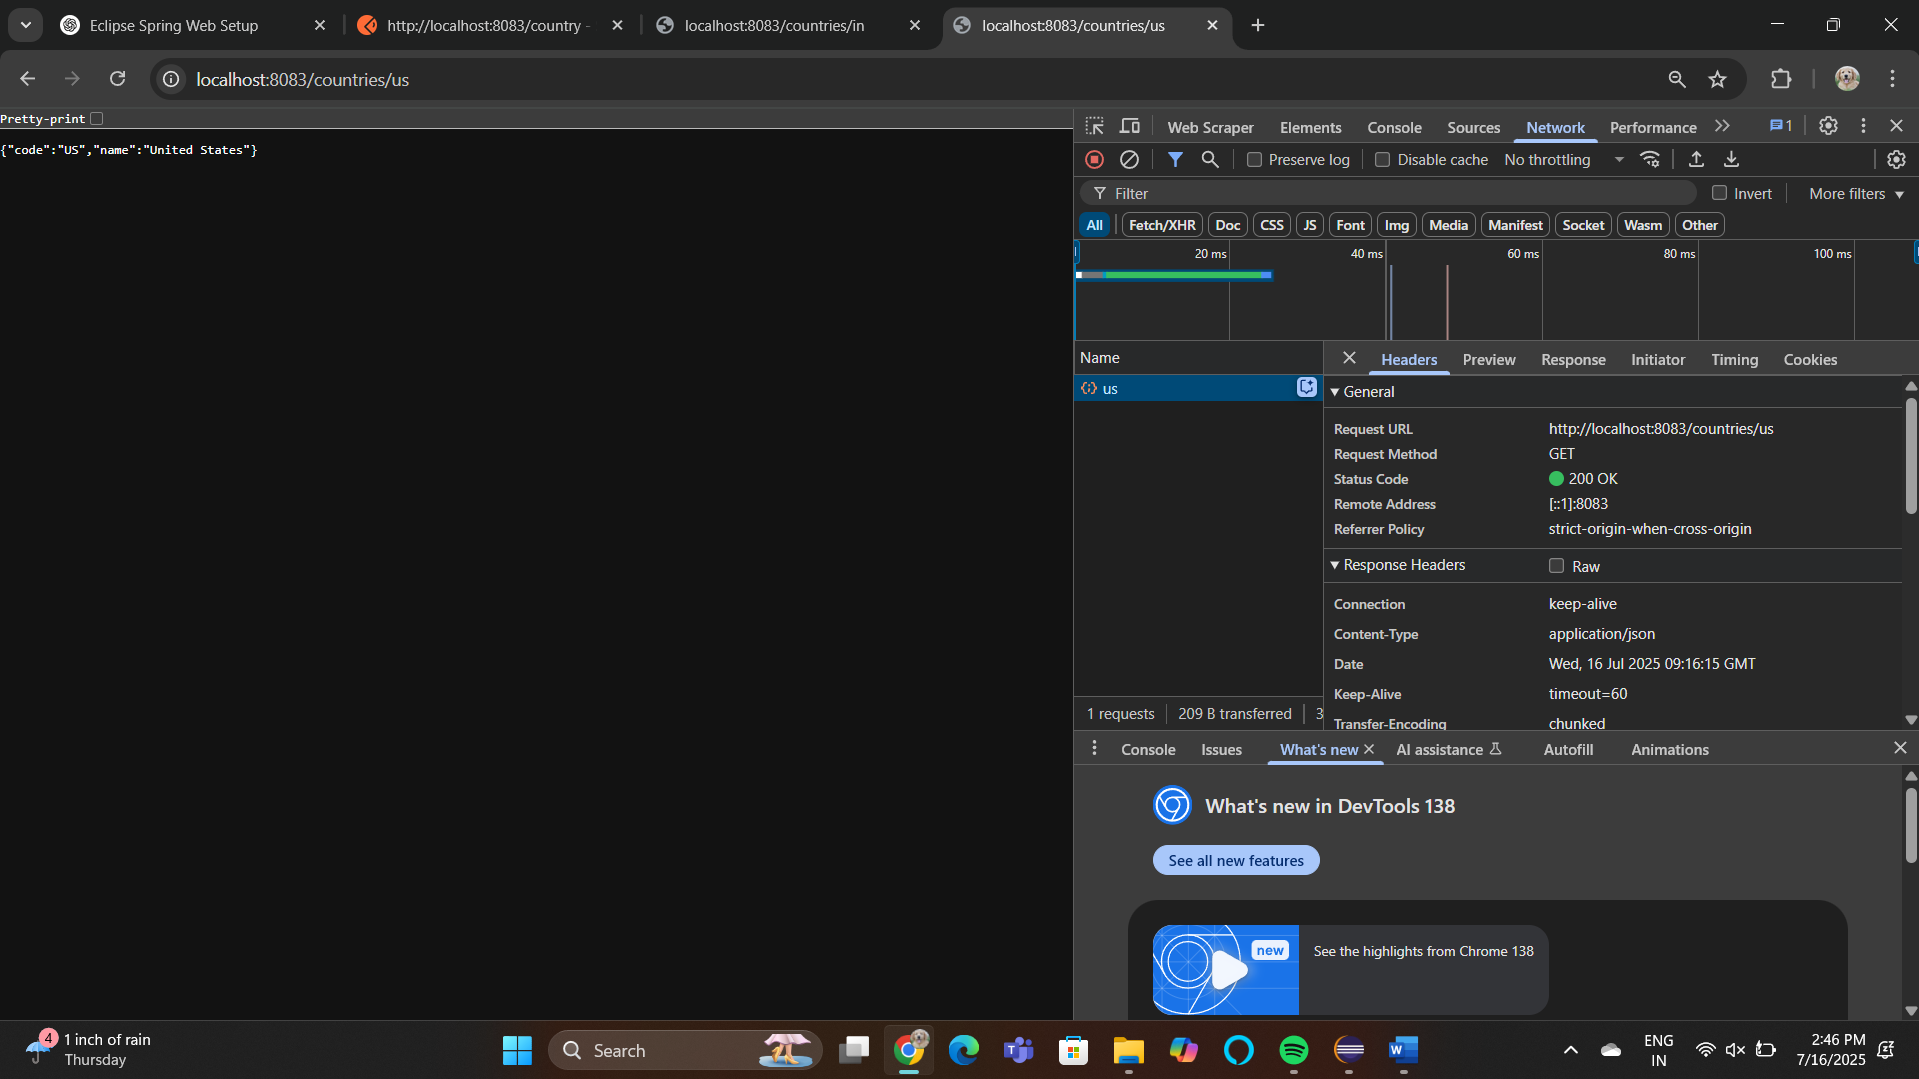 Eclipse Spring Web Setup
http://localhost:8083/country -
localhost:8083/countries/in
localhost:8083/countries/us
localhost:8083/countries/us
Pretty-print
{"code":"US","name":"United States"}
Web Scraper Elements Console Sources Network Performance 1
Preserve log Disable cache No throttling
Filter Invert More filters
All Fetch/XHR Doc CSS JS Font Img Media Manifest Socket Wasm Other
20 ms 40 ms 60 ms 80 ms 100 ms
Name
us
1 requests 209 B transferred 3
Headers Preview Response Initiator Timing Cookies
General
Request URL http://localhost:8083/countries/us
Request Method GET
Status Code 200 OK
Remote Address [::1]:8083
Referrer Policy strict-origin-when-cross-origin
Response Headers Raw
Connection keep-alive
Content-Type application/json
Date Wed, 16 Jul 2025 09:16:15 GMT
Keep-Alive timeout=60
Transfer-Encoding chunked
Console Issues What's new AI assistance Autofill Animations
What's new in DevTools 138
See all new features
new
See the highlights from Chrome 138
4
1 inch of rain
Thursday
Search
ENG
IN
2:46 PM
7/16/2025